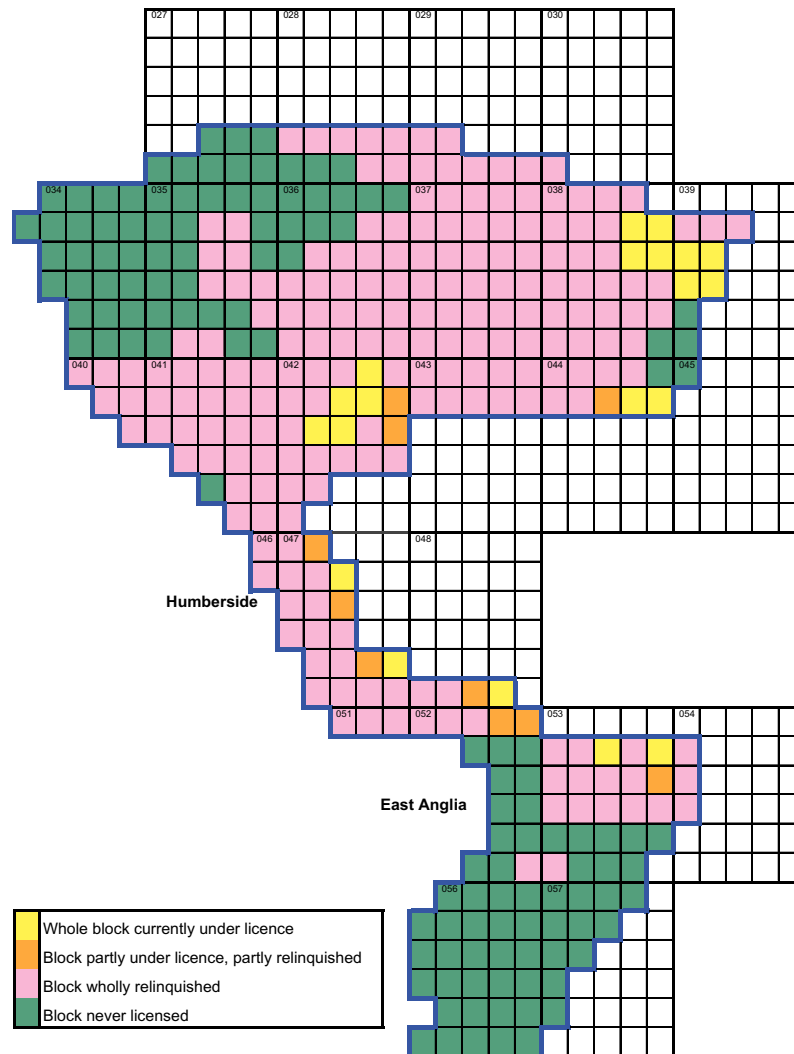 027 028 029 030
034 035 036 037 038 039
040 041 042 043 044 045
046 047 048
Humberside
051 052 053 054
East Anglia
056 057
Whole block currently under licence
Block partly under licence, partly relinquished
Block wholly relinquished
Block never licensed